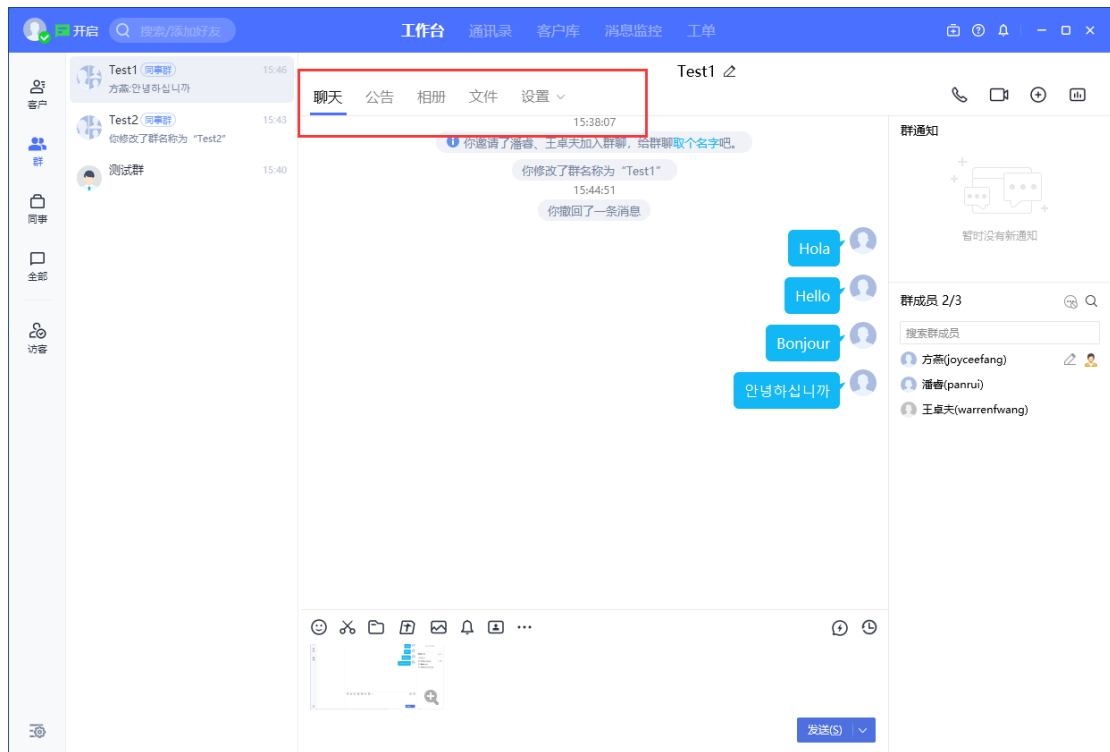 开启
搜索/添加好友
工作台 通讯录 客户库 消息监控 工单
客户
群
同事
全部
访客
Test1 同事群 15:46
方燕:안녕하십니까
Test2 同事群 15:43
你修改了群名称为 "Test2"
测试群 15:40
Test1
聊天 公告 相册 文件 设置
15:38:07
你邀请了潘睿、王卓夫加入群聊，给群聊取个名字吧。
你修改了群名称为 "Test1"
15:44:51
你撤回了一条消息
Hola
Hello
Bonjour
안녕하십니까
发送(S)
群通知
暂时没有新通知
群成员 2/3
搜索群成员
方燕(joyceefang)
潘睿(panrui)
王卓夫(warrenfwang)